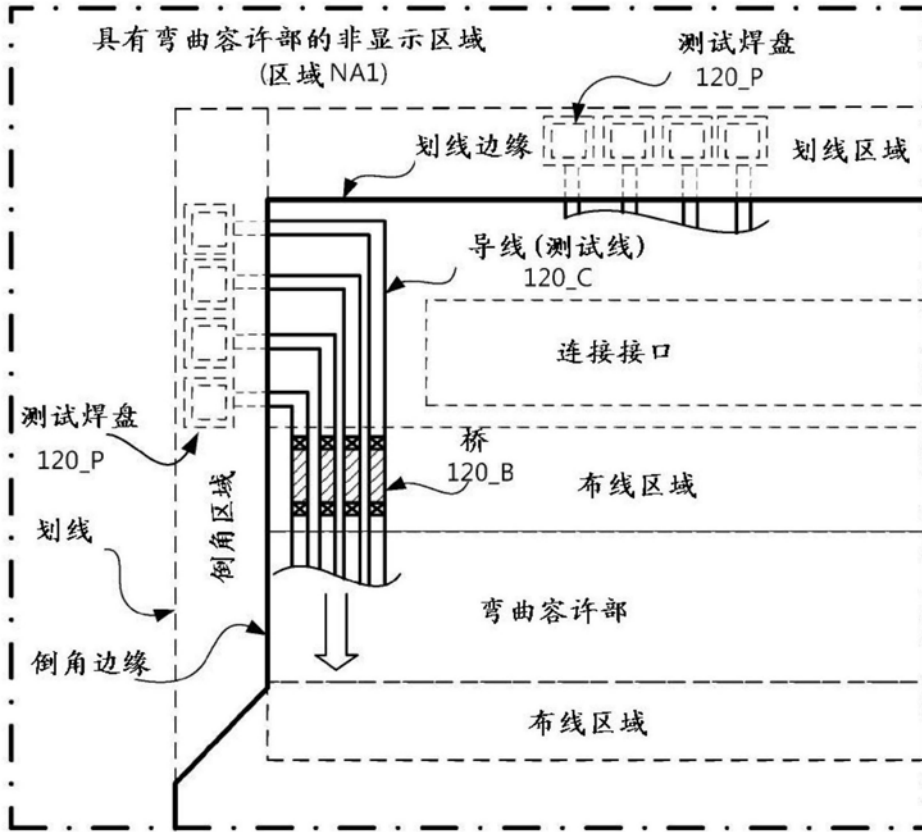 具有弯曲容许部的非显示区域
(区域 NA1)
测试焊盘
120_P
划线边缘
划线区域
导线(测试线)
120_C
连接接口
测试焊盘
120_P
桥
120_B
布线区域
倒角区域
划线
弯曲容许部
倒角边缘
布线区域